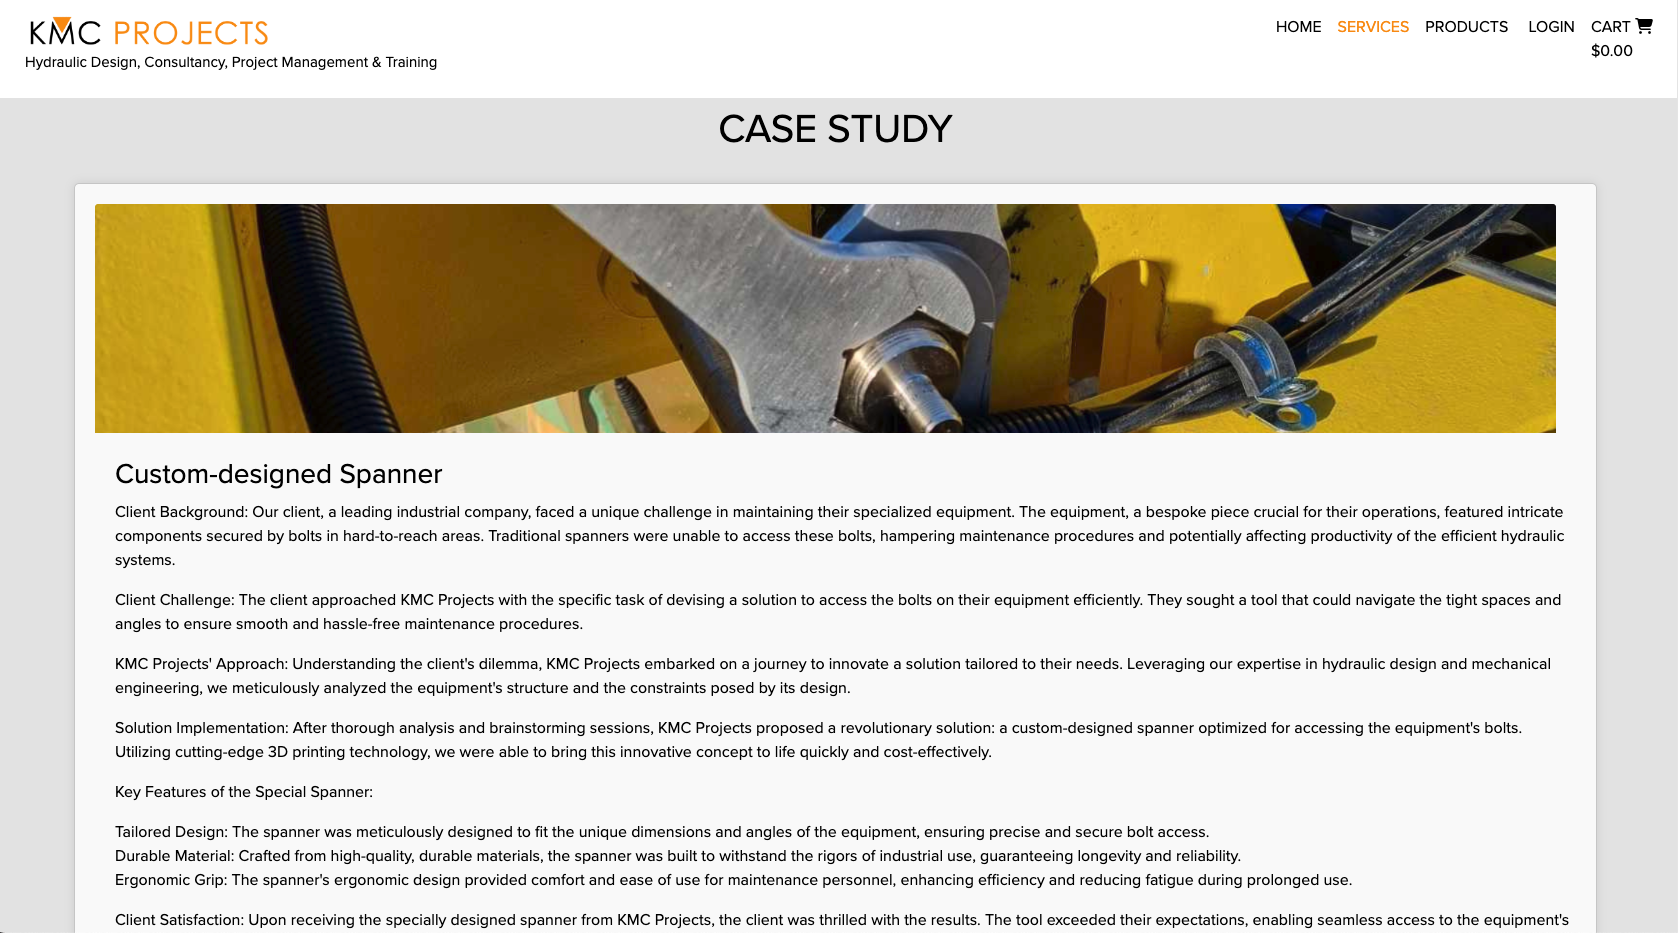 KMC PROJECTS
Hydraulic Design, Consultancy, Project Management & Training
HOME SERVICES PRODUCTS LOGIN CART
$0.00
CASE STUDY
Custom-designed Spanner
Client Background: Our client, a leading industrial company, faced a unique challenge in maintaining their specialized equipment. The equipment, a bespoke piece crucial for their operations, featured intricate
components secured by bolts in hard-to-reach areas. Traditional spanners were unable to access these bolts, hampering maintenance procedures and potentially affecting productivity of the efficient hydraulic
systems.
Client Challenge: The client approached KMC Projects with the specific task of devising a solution to access the bolts on their equipment efficiently. They sought a tool that could navigate the tight spaces and
angles to ensure smooth and hassle-free maintenance procedures.
KMC Projects' Approach: Understanding the client's dilemma, KMC Projects embarked on a journey to innovate a solution tailored to their needs. Leveraging our expertise in hydraulic design and mechanical
engineering, we meticulously analyzed the equipment's structure and the constraints posed by its design.
Solution Implementation: After thorough analysis and brainstorming sessions, KMC Projects proposed a revolutionary solution: a custom-designed spanner optimized for accessing the equipment's bolts.
Utilizing cutting-edge 3D printing technology, we were able to bring this innovative concept to life quickly and cost-effectively.
Key Features of the Special Spanner:
Tailored Design: The spanner was meticulously designed to fit the unique dimensions and angles of the equipment, ensuring precise and secure bolt access.
Durable Material: Crafted from high-quality, durable materials, the spanner was built to withstand the rigors of industrial use, guaranteeing longevity and reliability.
Ergonomic Grip: The spanner's ergonomic design provided comfort and ease of use for maintenance personnel, enhancing efficiency and reducing fatigue during prolonged use.
Client Satisfaction: Upon receiving the specially designed spanner from KMC Projects, the client was thrilled with the results. The tool exceeded their expectations, enabling seamless access to the equipment's